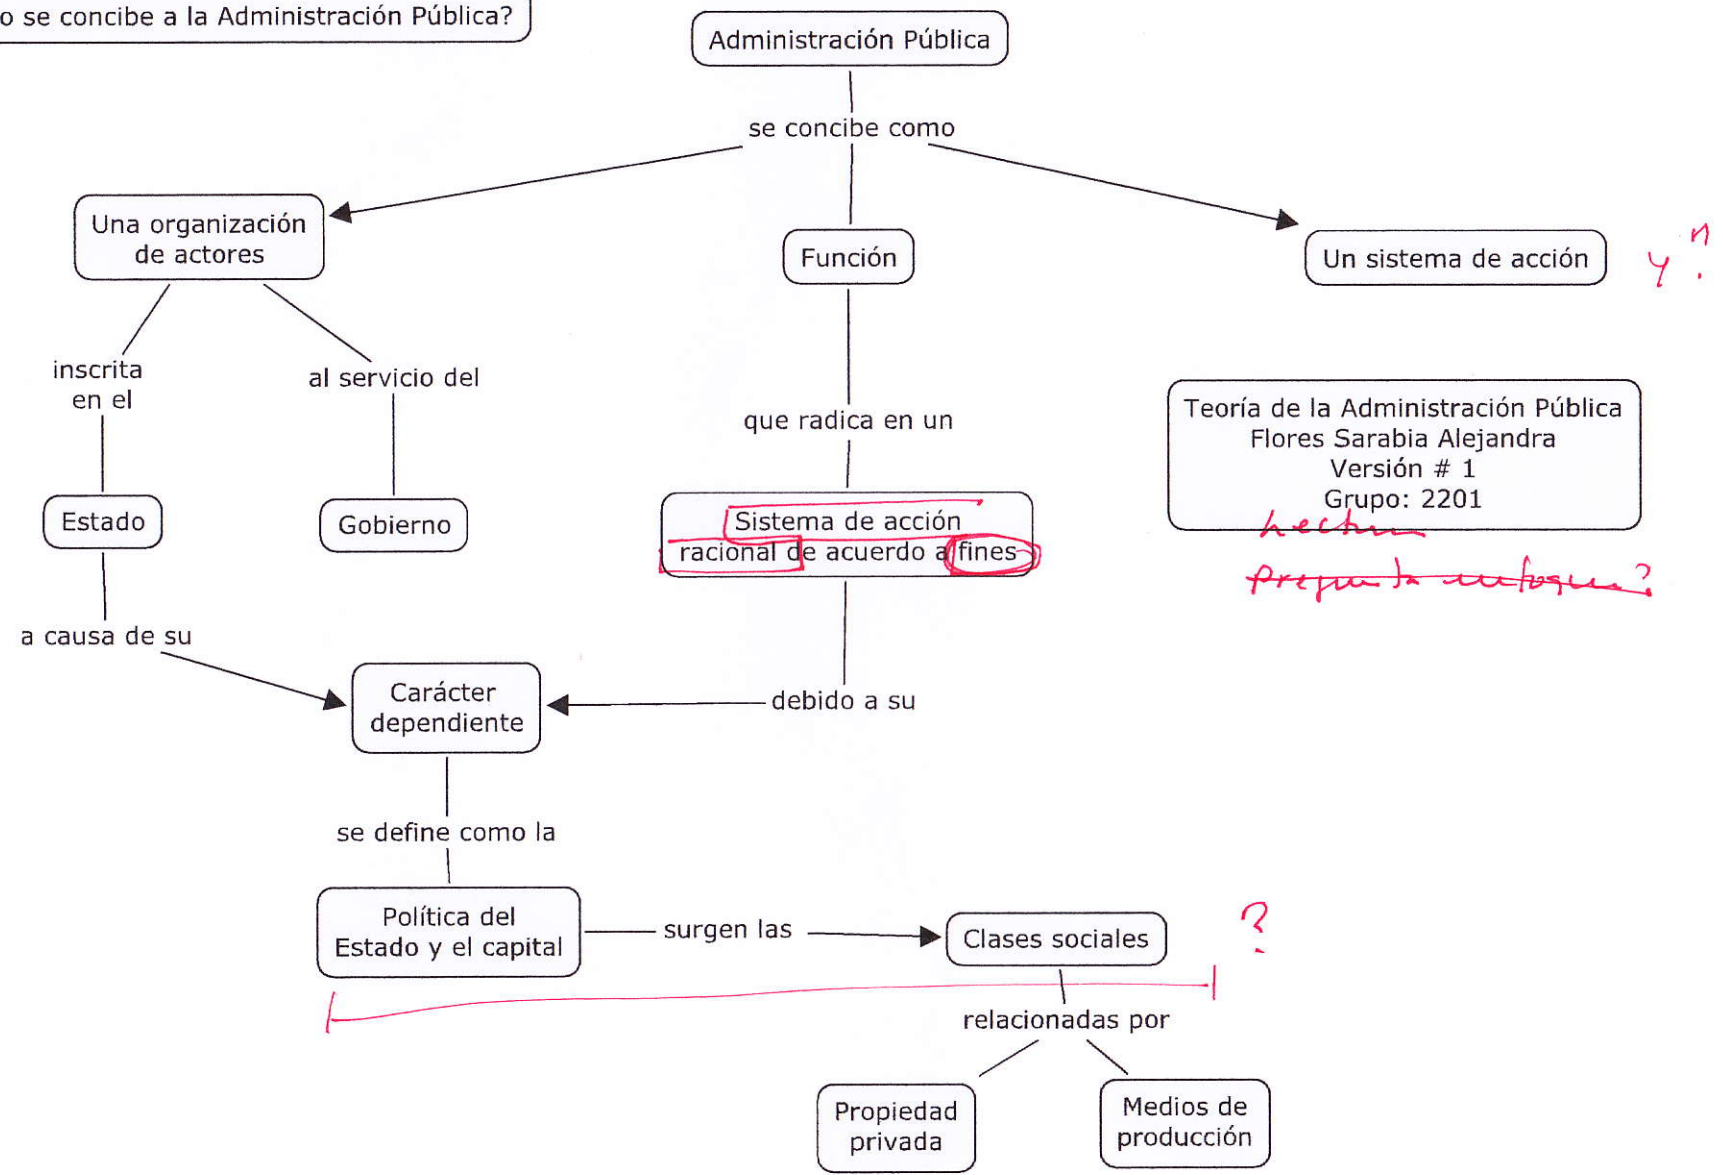 o se concibe a la Administración Pública?
Administración Pública
se concibe como
Una organización
de actores
Función
Un sistema de acción
y ?
inscrita
en el
al servicio del
que radica en un
Teoría de la Administración Pública
Flores Sarabia Alejandra
Versión # 1
Grupo: 2201
Lectura
Estado
Gobierno
Sistema de acción
racional de acuerdo a fines
a causa de su
Carácter
dependiente
debido a su
se define como la
Política del
Estado y el capital
surgen las
Clases sociales
?
relacionadas por
Propiedad
privada
Medios de
producción